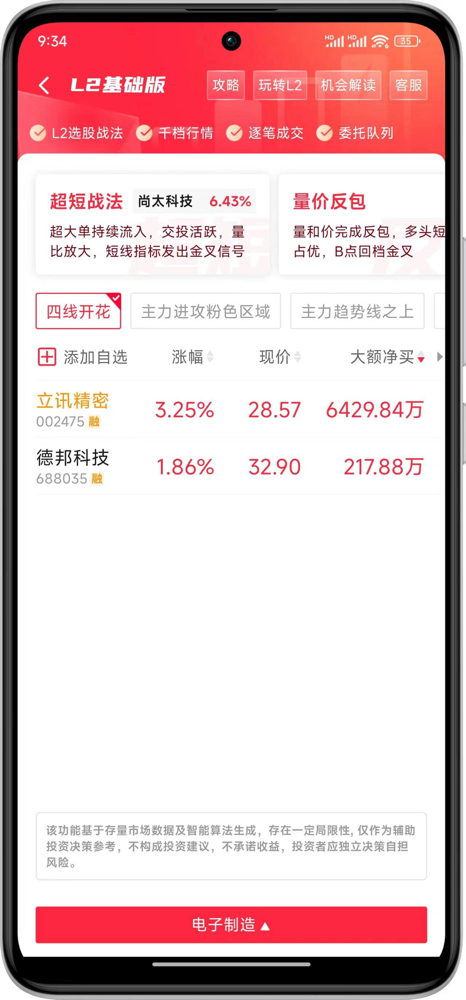 9:34
HD HD 6 35
L2基础版 攻略 玩转L2 机会解读 客服
L2选股战法 千档行情 逐笔成交 委托队列
超短战法 尚太科技 6.43%
超大单持续流入，交投活跃，量
比放大，短线指标发出金叉信号
量价反包
量和价完成反包，多头短
占优，B点回档金叉
四线开花 主力进攻粉色区域 主力趋势线之上
添加自选 涨幅 现价 大额净买
立讯精密 3.25% 28.57 6429.84万
002475 融
德邦科技 1.86% 32.90 217.88万
688035 融
该功能基于存量市场数据及智能算法生成，存在一定局限性,仅作为辅助
投资决策参考，不构成投资建议，不承诺收益，投资者应独立决策自担
风险。
电子制造